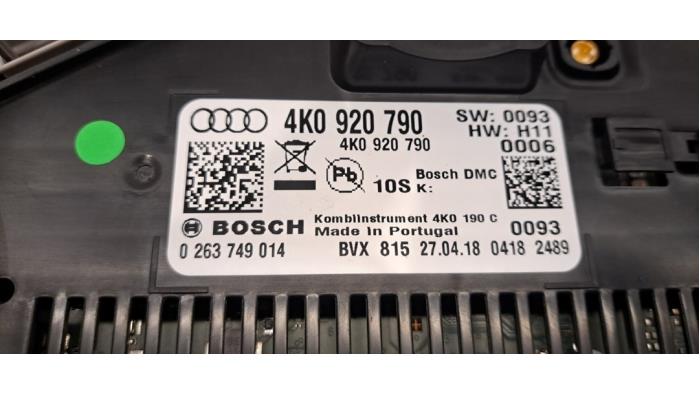 4K0 920 790
4K0 920 790
SW: 0093
HW: H11
0006
Pb
10S
Bosch DMC
K:
BOSCH
Kombiinstrument 4K0 190 C
Made in Portugal
0093
0 263 749 014
BVX 815 27.04.18 0418 2489